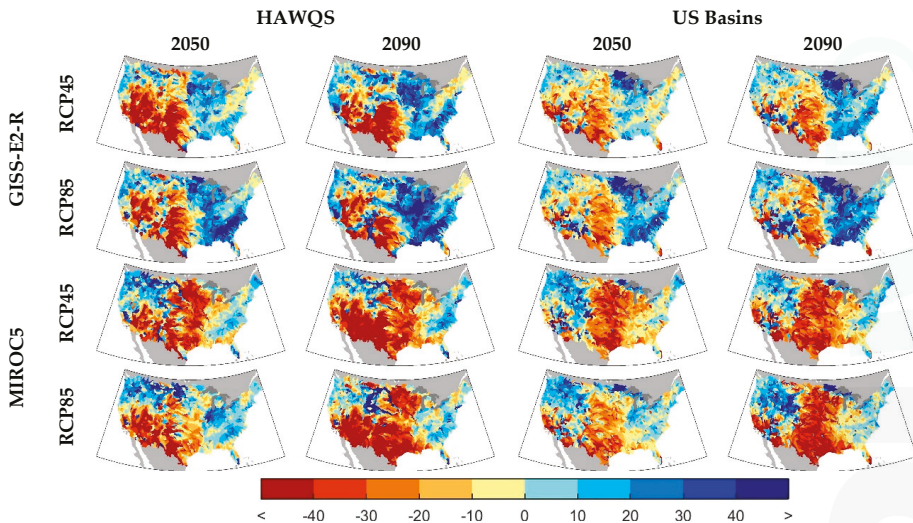 HAWQS US Basins
2050 2090 2050 2090
GISS-E2-R
RCP45
RCP85
MIROC5
RCP45
RCP85
< -40 -30 -20 -10 0 10 20 30 40 >